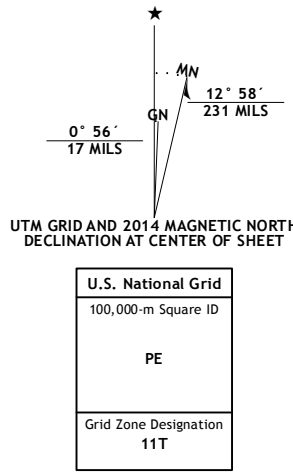 MN
GN
12° 58´
231 MILS
0° 56´
17 MILS
UTM GRID AND 2014 MAGNETIC NORTH
DECLINATION AT CENTER OF SHEET
U.S. National Grid
100,000-m Square ID
PE
Grid Zone Designation
11T